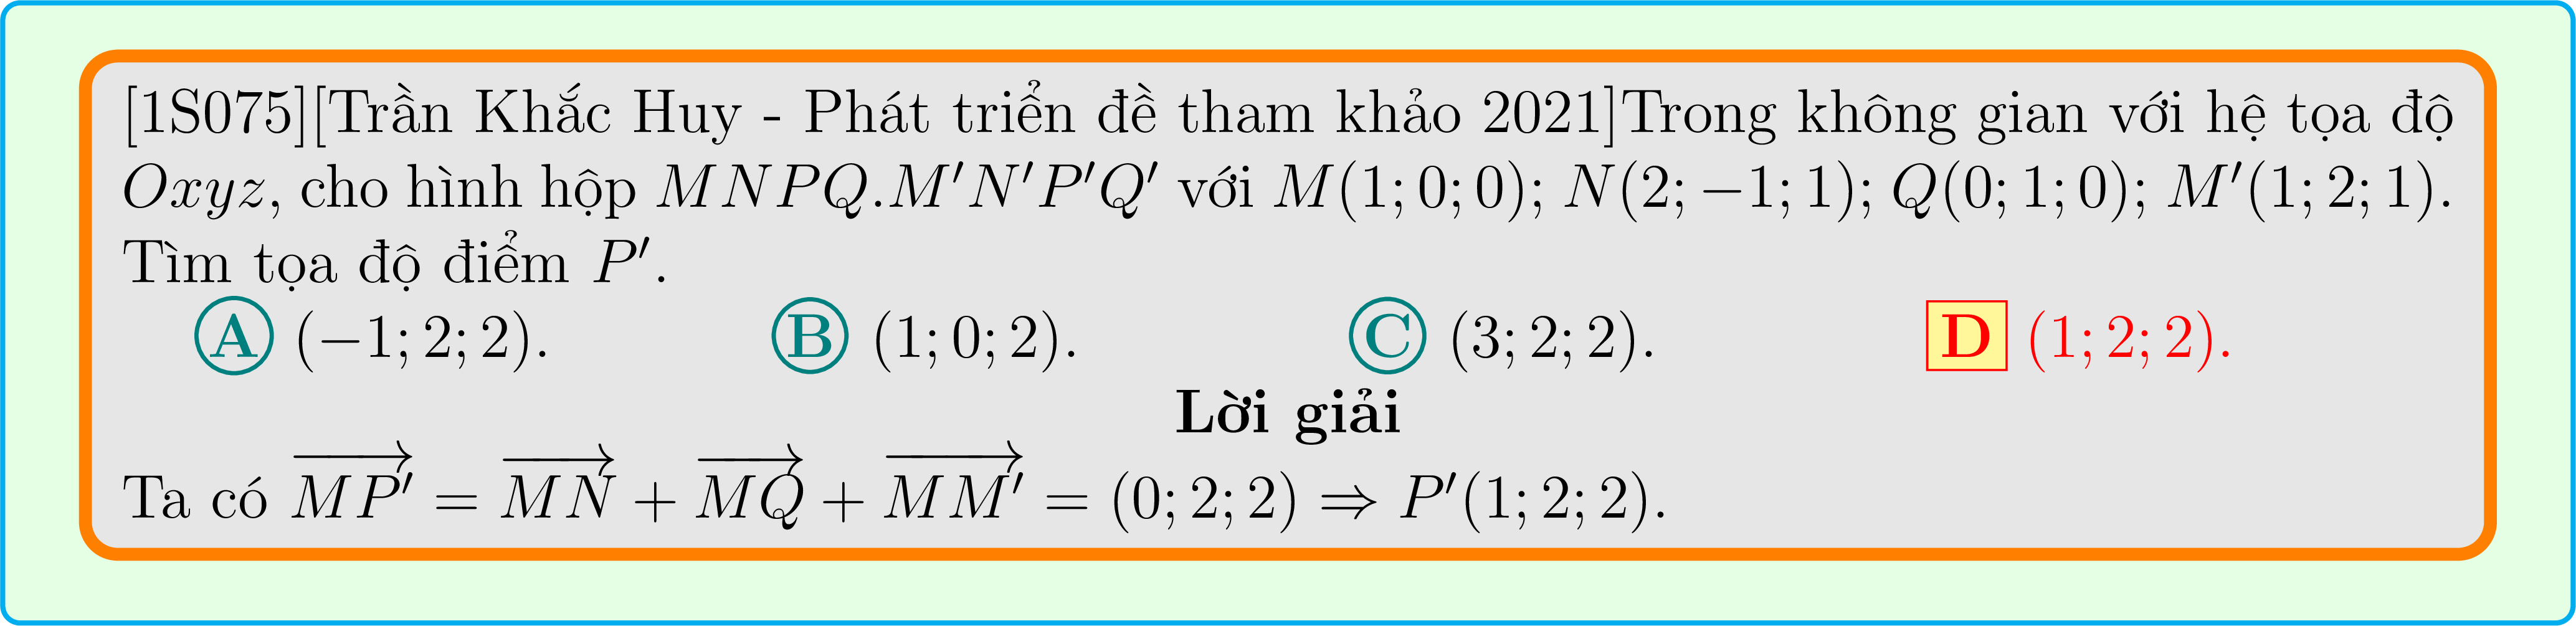 [1S075][Trần Khắc Huy - Phát triển đề tham khảo 2021]Trong không gian với hệ tọa độ
Oxyz, cho hình hộp MNPQ.M′N′P′Q′ với M(1; 0; 0); N(2; −1; 1); Q(0; 1; 0); M′(1; 2; 1).
Tìm tọa độ điểm P′.
A (−1; 2; 2). B (1; 0; 2). C (3; 2; 2). D (1; 2; 2).
Lời giải
Ta có $\overrightarrow{MP'} = \overrightarrow{MN} + \overrightarrow{MQ} + \overrightarrow{MM'} = (0; 2; 2) \Rightarrow P'(1; 2; 2).$